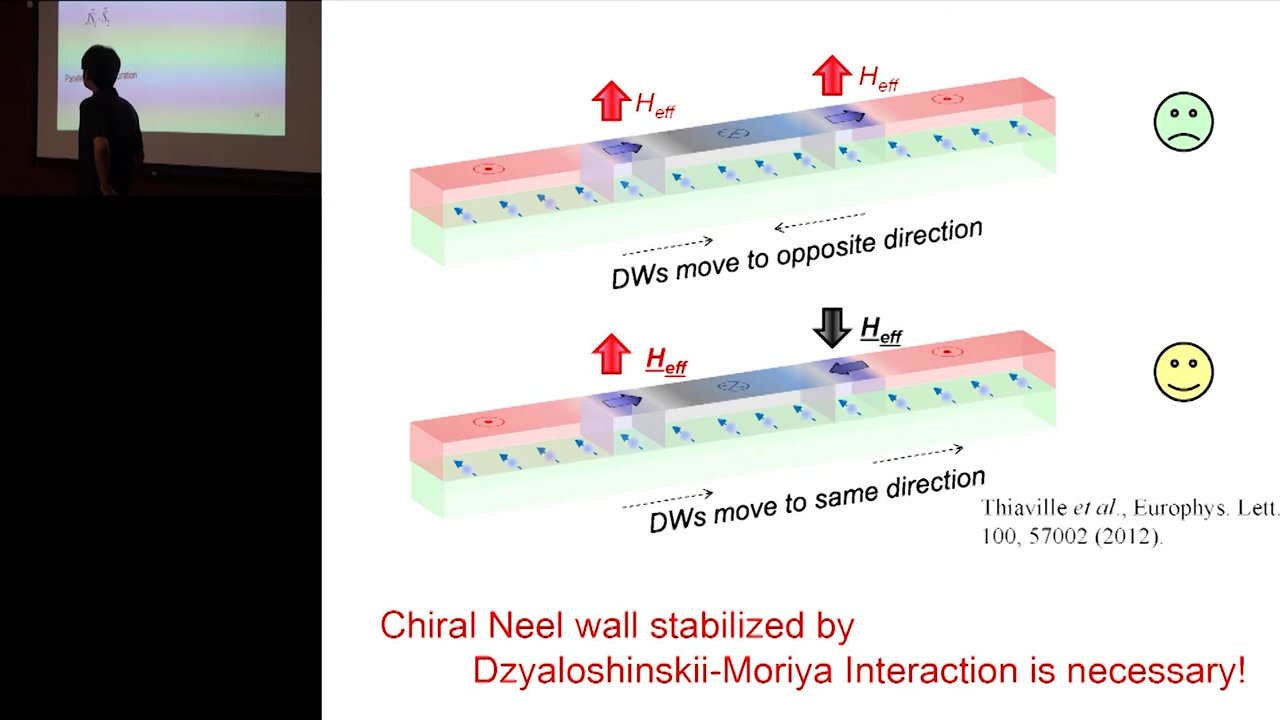 H_eff
H_eff
DWs move to opposite direction
H_eff
H_eff
DWs move to same direction
Thiaville et al., Europhys. Lett.
100, 57002 (2012).
Chiral Neel wall stabilized by
Dzyaloshinskii-Moriya Interaction is necessary!